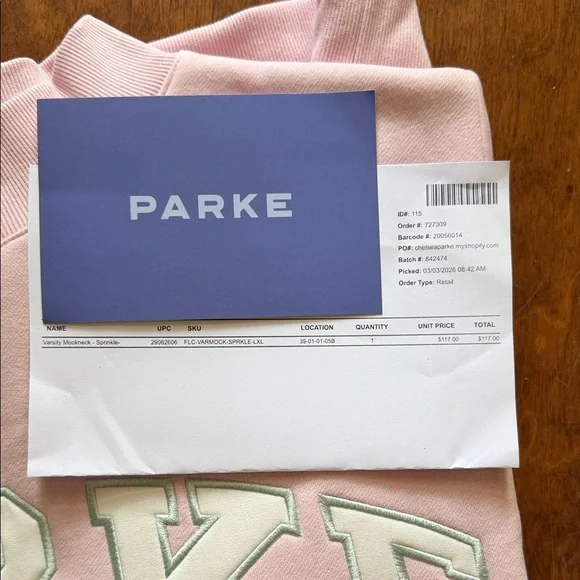 PARKE
ID#: 115
Order #: 727309
Barcode #: 20056014
PO#: chelseaparke.myshopify.com
Batch #: 842474
Picked: 03/03/2026 08:42 AM
Order Type: Retail
NAME UPC SKU LOCATION QUANTITY UNIT PRICE TOTAL
Varsity Mockneck - Sprinkle- 29062606 FLC-VARMOCK-SPRKLE-LXL 39-01-01-05B 1 $117.00 $117.00
RKE